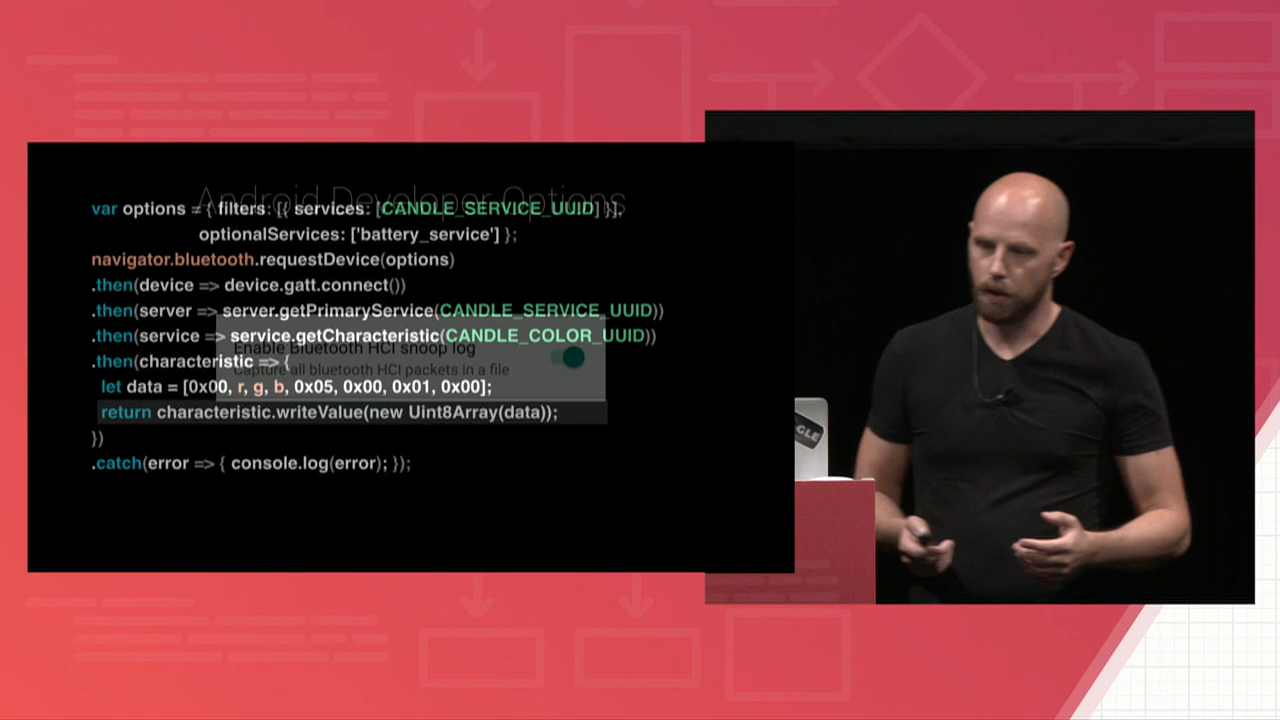 Android Developer Options
var options = { filters: [{ services: [CANDLE_SERVICE_UUID] }],
optionalServices: ['battery_service'] };
navigator.bluetooth.requestDevice(options)
.then(device => device.gatt.connect())
.then(server => server.getPrimaryService(CANDLE_SERVICE_UUID))
.then(service => service.getCharacteristic(CANDLE_COLOR_UUID))
Enable Bluetooth HCI snoop log
.then(characteristic => {
Capture all bluetooth HCI packets in a file
let data = [0x00, r, g, b, 0x05, 0x00, 0x01, 0x00];
return characteristic.writeValue(new Uint8Array(data));
})
.catch(error => { console.log(error); });